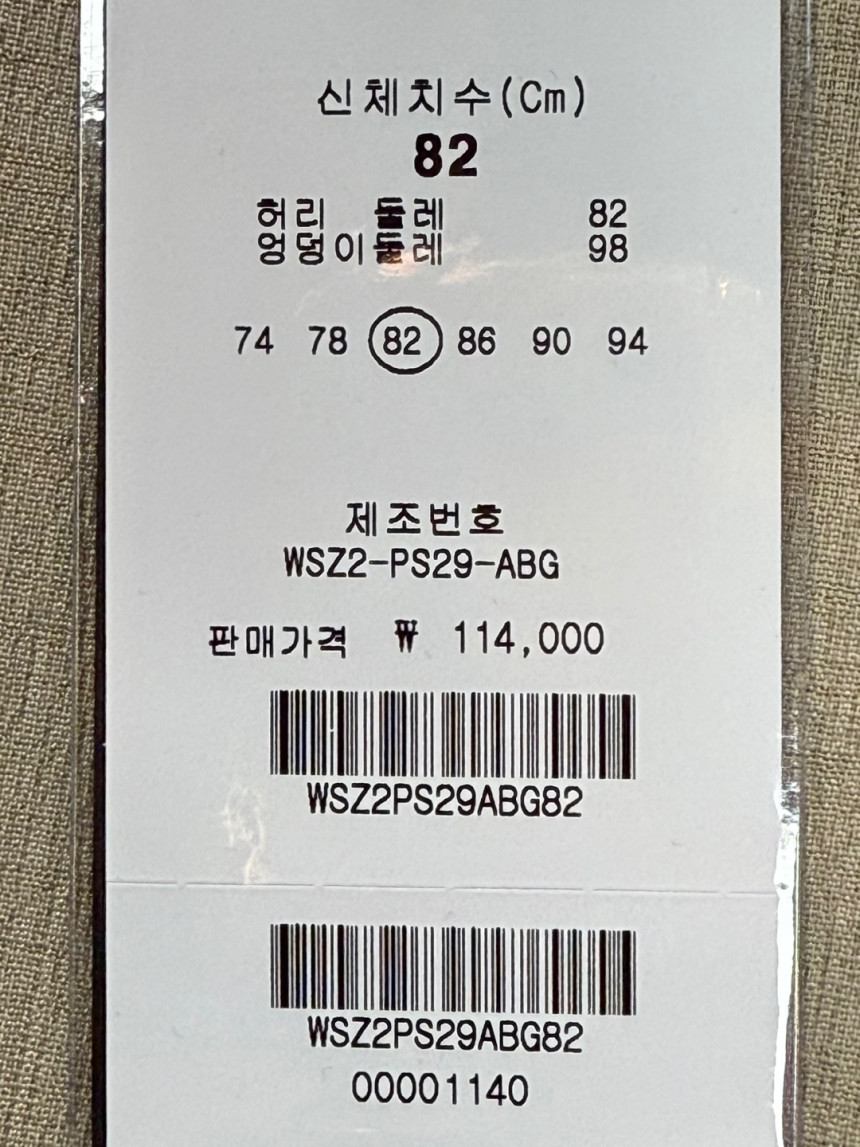 신체치수(Cm)
82
허리 둘레 82
엉덩이둘레 98
74 78 82 86 90 94
제조번호
WSZ2-PS29-ABG
판매가격 ₩ 114,000
WSZ2PS29ABG82
WSZ2PS29ABG82
00001140